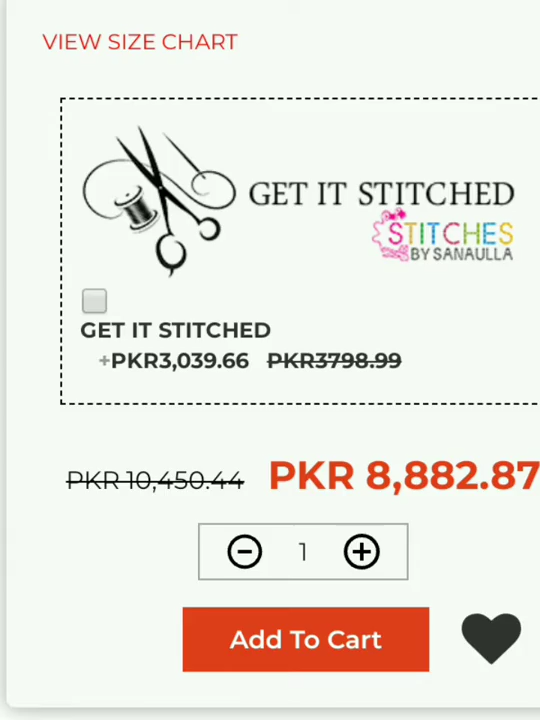 VIEW SIZE CHART
GET IT STITCHED
STITCHES
BY SANAULLA
GET IT STITCHED
+PKR3,039.66 PKR3798.99
PKR 10,450.44 PKR 8,882.87
1
Add To Cart